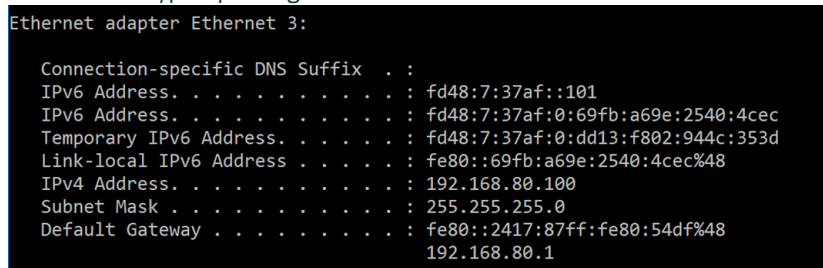 Ethernet adapter Ethernet 3:
Connection-specific DNS Suffix . :
IPv6 Address. . . . . . . . . . . : fd48:7:37af::101
IPv6 Address. . . . . . . . . . . : fd48:7:37af:0:69fb:a69e:2540:4cec
Temporary IPv6 Address. . . . . . : fd48:7:37af:0:dd13:f802:944c:353d
Link-local IPv6 Address . . . . . : fe80::69fb:a69e:2540:4cec%48
IPv4 Address. . . . . . . . . . . : 192.168.80.100
Subnet Mask . . . . . . . . . . . : 255.255.255.0
Default Gateway . . . . . . . . . : fe80::2417:87ff:fe80:54df%48
192.168.80.1